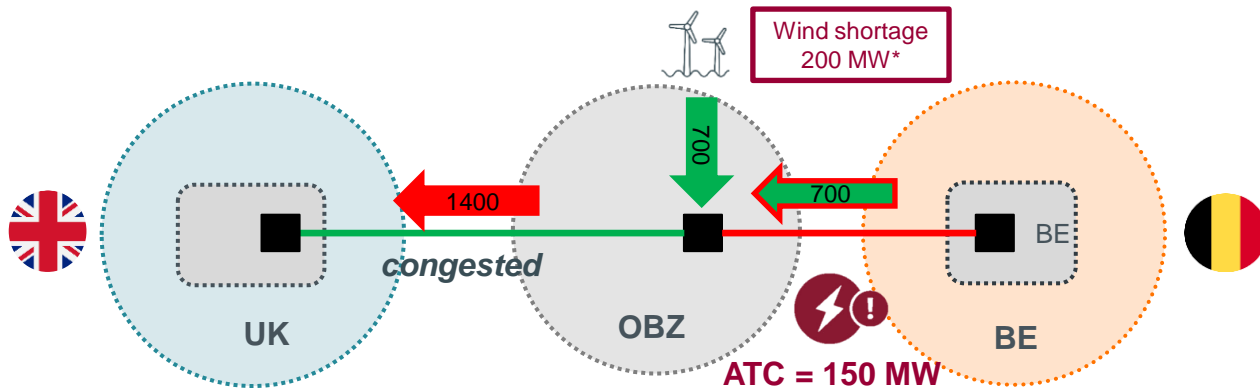 Wind shortage
200 MW*
700
1400
700
congested
BE
UK
OBZ
BE
!
ATC = 150 MW